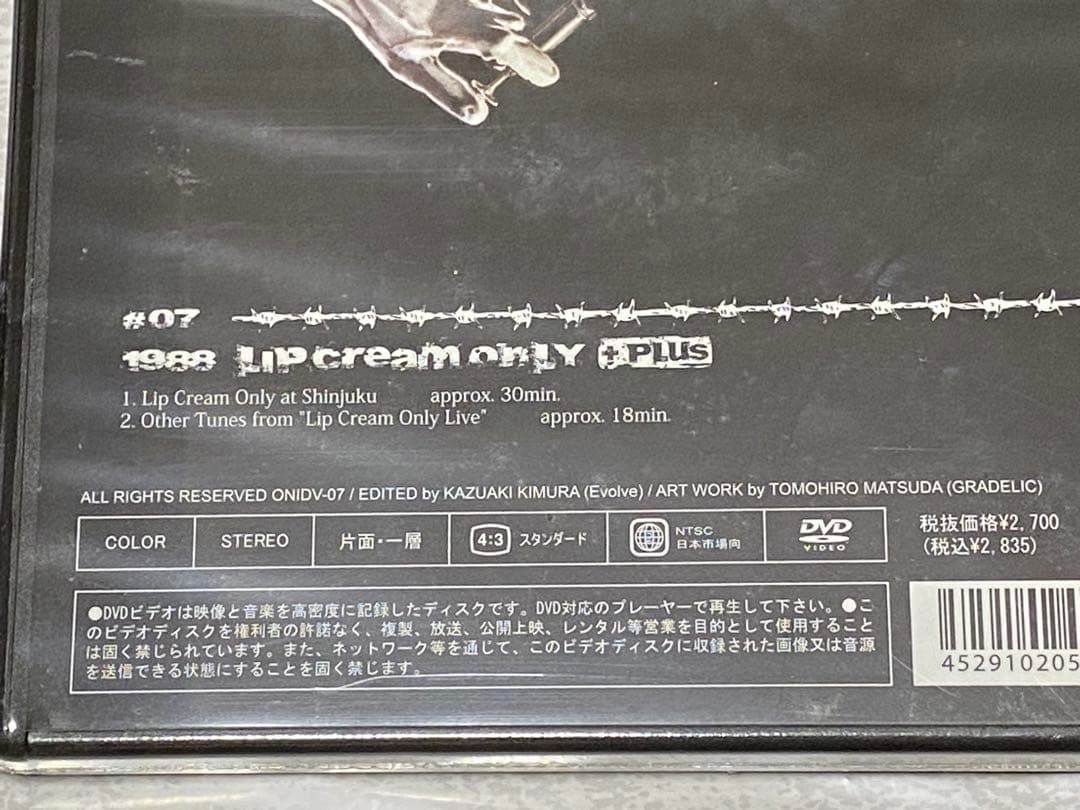 #07
1988 LIP cream onLY +PLUS
1. Lip Cream Only at Shinjuku approx. 30min.
2. Other Tunes from "Lip Cream Only Live" approx. 18min.
ALL RIGHTS RESERVED ONIDV-07 / EDITED by KAZUAKI KIMURA (Evolve) / ART WORK by TOMOHIRO MATSUDA (GRADELIC)
COLOR STEREO 片面・一層 4:3 スタンダード NTSC 日本市場向 DVD VIDEO
税抜価格¥2,700
(税込¥2,835)
●DVDビデオは映像と音楽を高密度に記録したディスクです。DVD対応のプレーヤーで再生して下さい。●こ
のビデオディスクを権利者の許諾なく、複製、放送、公開上映、レンタル等営業を目的として使用すること
は固く禁じられています。また、ネットワーク等を通じて、このビデオディスクに収録された画像又は音源
を送信できる状態にすることを固く禁じます。
452910205